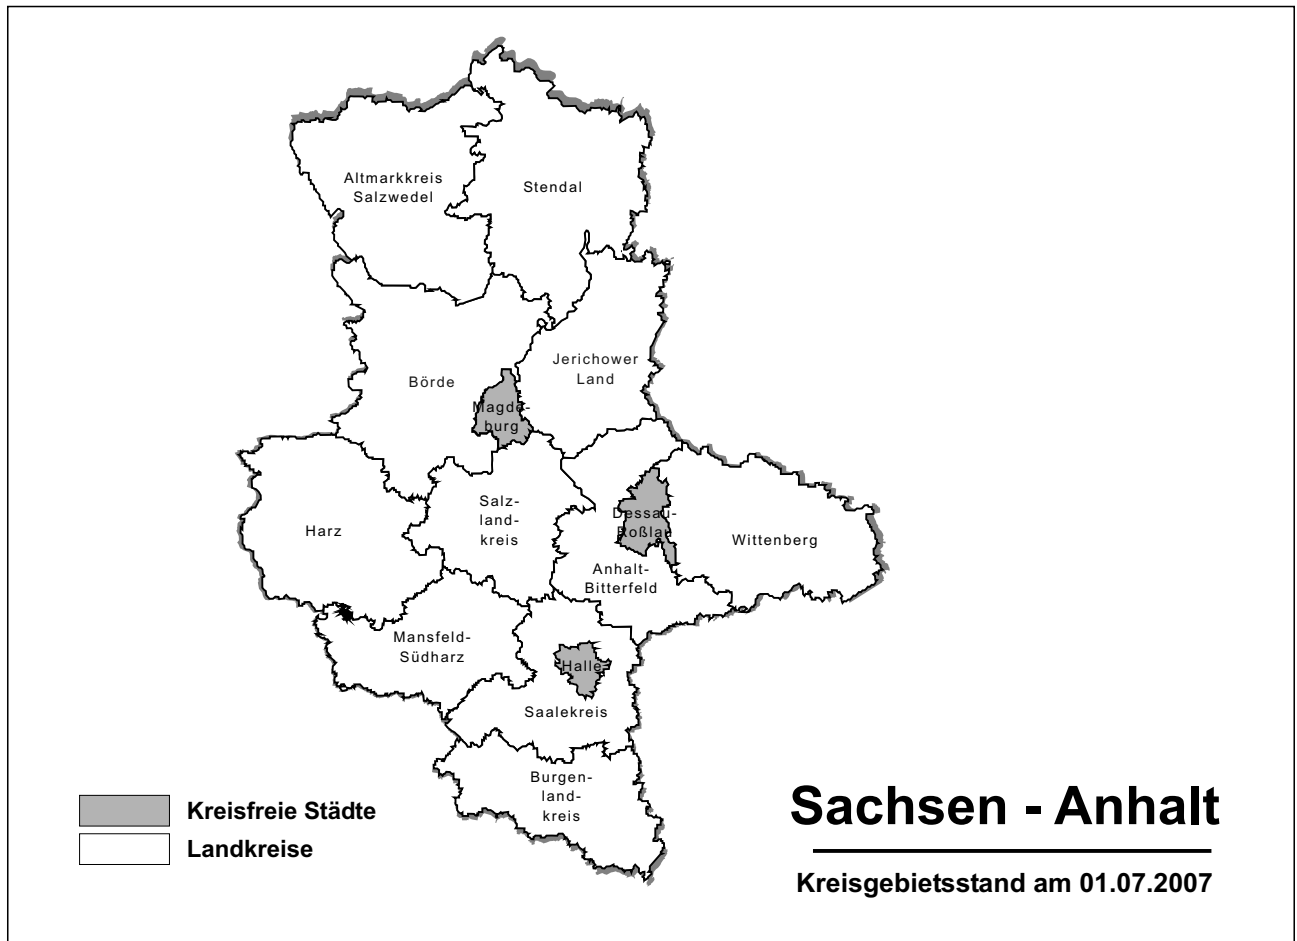 Altmarkkreis
Salzwedel
Stendal
Jerichower
Land
Börde
Magde-
burg
Salz-
land-
kreis
Harz
Dessau-
Roßlau
Wittenberg
Anhalt-
Bitterfeld
Mansfeld-
Südharz
Halle
Saalekreis
Burgen-
land-
kreis
Kreisfreie Städte
Landkreise
Sachsen - Anhalt
Kreisgebietsstand am 01.07.2007